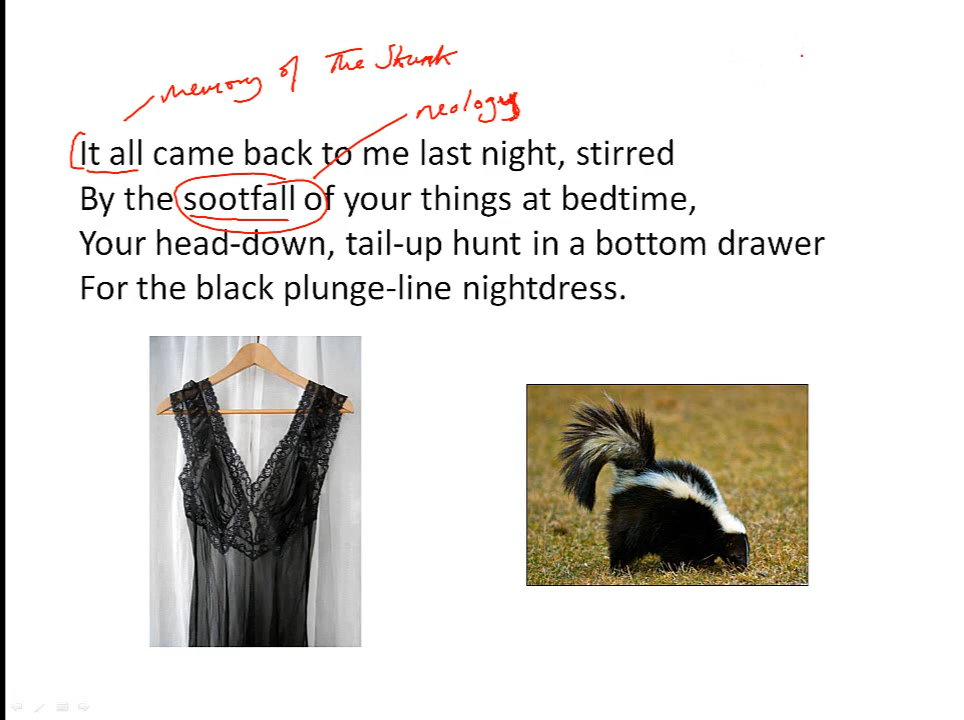 memory of The Skunk
neology
It all came back to me last night, stirred
By the sootfall of your things at bedtime,
Your head-down, tail-up hunt in a bottom drawer
For the black plunge-line nightdress.